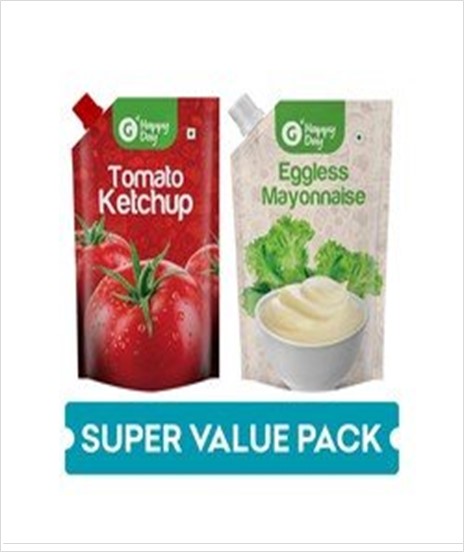 G Happy
Day
Tomato
Ketchup
G Happy
Day
Eggless
Mayonnaise
SUPER VALUE PACK